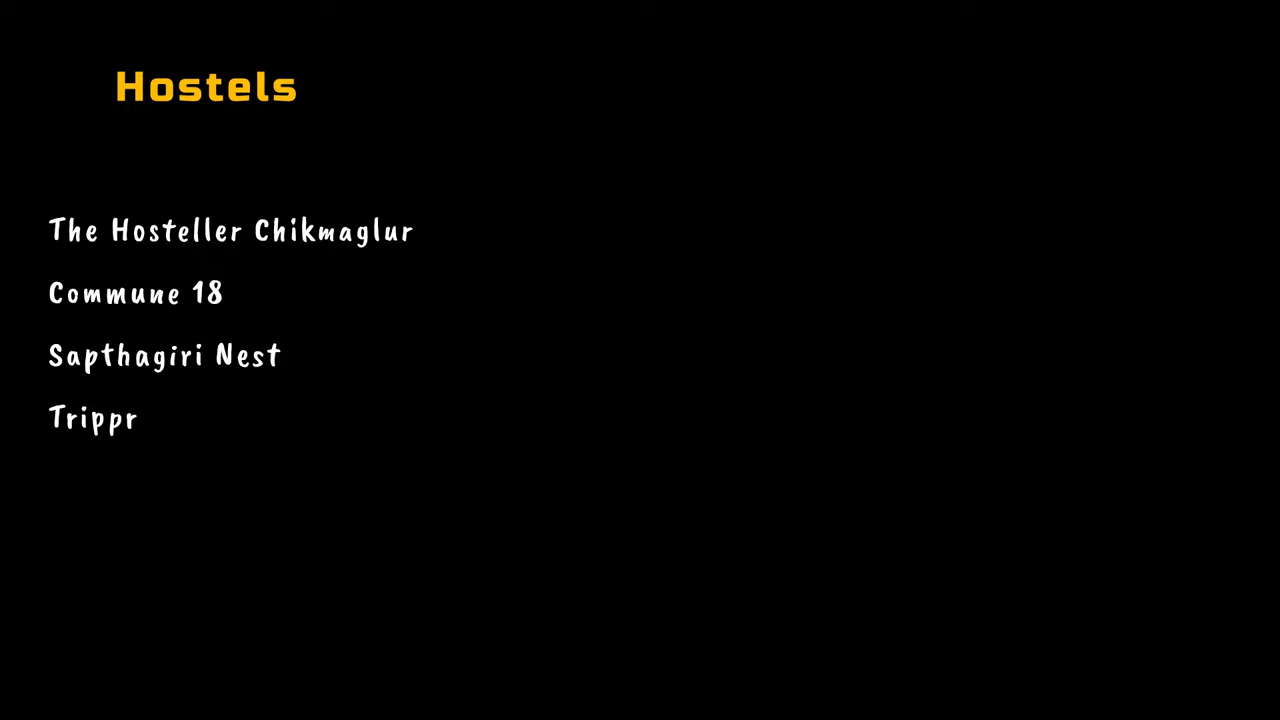 Hostels
The Hosteller Chikmaglur
Commune 18
Sapthagiri Nest
Trippr